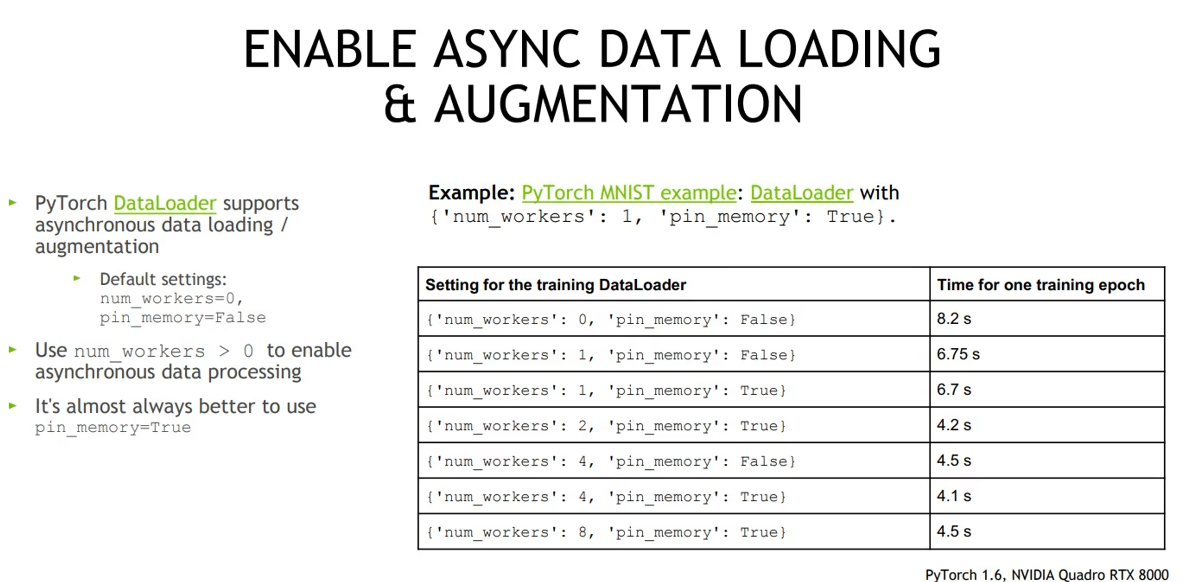 ENABLE ASYNC DATA LOADING
& AUGMENTATION
PyTorch DataLoader supports
asynchronous data loading /
augmentation
Default settings:
num_workers=0,
pin_memory=False
Use num_workers > 0 to enable
asynchronous data processing
It's almost always better to use
pin_memory=True
Example: PyTorch MNIST example: DataLoader with
{'num_workers': 1, 'pin_memory': True}.
Setting for the training DataLoader Time for one training epoch
{'num_workers': 0, 'pin_memory': False} 8.2 s
{'num_workers': 1, 'pin_memory': False} 6.75 s
{'num_workers': 1, 'pin_memory': True} 6.7 s
{'num_workers': 2, 'pin_memory': True} 4.2 s
{'num_workers': 4, 'pin_memory': False} 4.5 s
{'num_workers': 4, 'pin_memory': True} 4.1 s
{'num_workers': 8, 'pin_memory': True} 4.5 s
PyTorch 1.6, NVIDIA Quadro RTX 8000